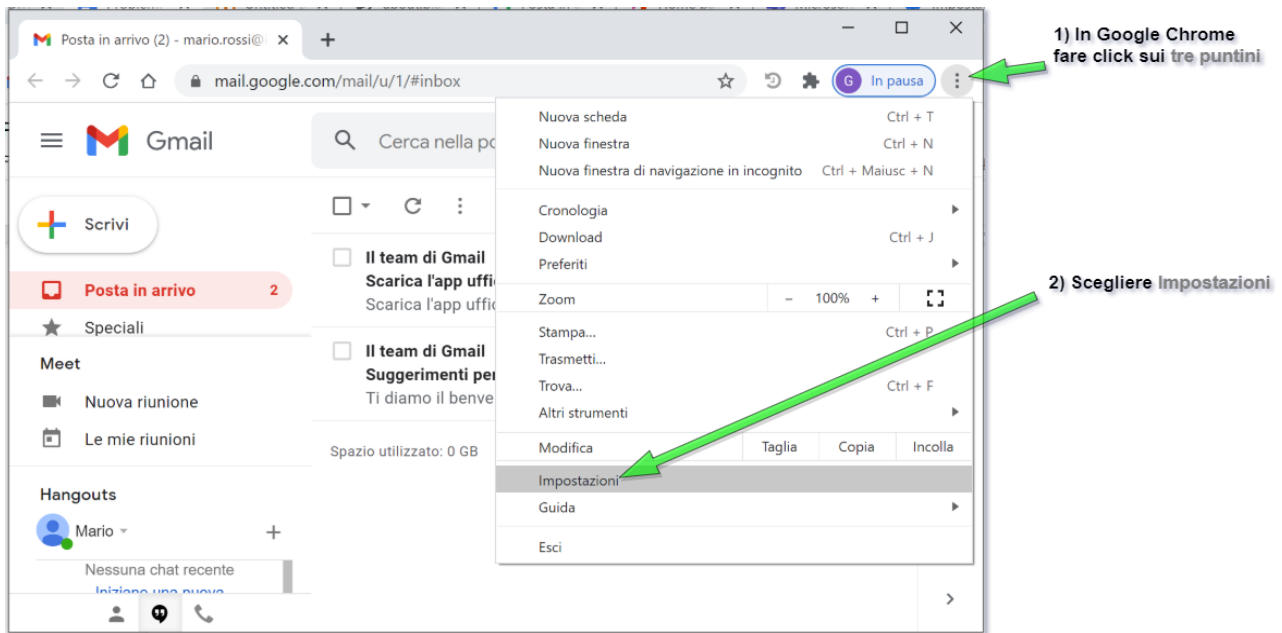 Posta in arrivo (2) - mario.rossi@
1) In Google Chrome
fare click sui tre puntini
mail.google.com/mail/u/1/#inbox
G In pausa
Gmail
Cerca nella po
Nuova scheda Ctrl + T
Nuova finestra Ctrl + N
Nuova finestra di navigazione in incognito Ctrl + Maiusc + N
Scrivi
Cronologia
Download Ctrl + J
Preferiti
Il team di Gmail
Scarica l'app uffi
Scarica l'app uffic
Posta in arrivo 2
Speciali
Zoom - 100% +
2) Scegliere Impostazioni
Stampa... Ctrl + P
Trasmetti...
Trova... Ctrl + F
Altri strumenti
Il team di Gmail
Suggerimenti per
Ti diamo il benve
Meet
Nuova riunione
Le mie riunioni
Spazio utilizzato: 0 GB
Modifica Taglia Copia Incolla
Impostazioni
Guida
Esci
Hangouts
Mario
Nessuna chat recente
Iniziane una nuova